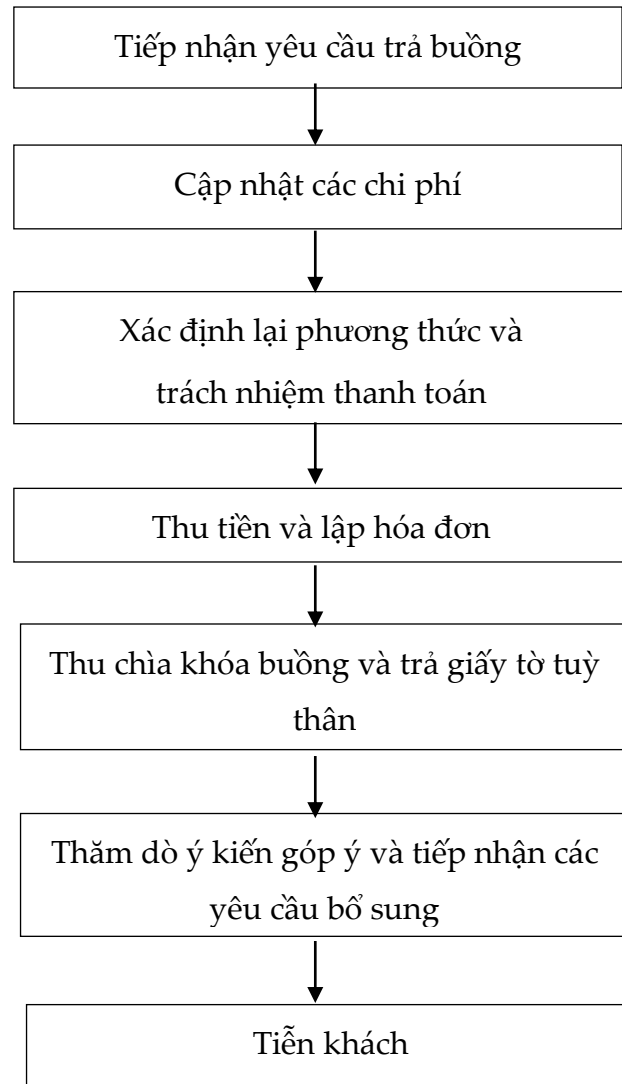 Tiếp nhận yêu cầu trả buồng
Cập nhật các chi phí
Xác định lại phương thức và
trách nhiệm thanh toán
Thu tiền và lập hóa đơn
Thu chìa khóa buồng và trả giấy tờ tuỳ
thân
Thăm dò ý kiến góp ý và tiếp nhận các
yêu cầu bổ sung
Tiễn khách